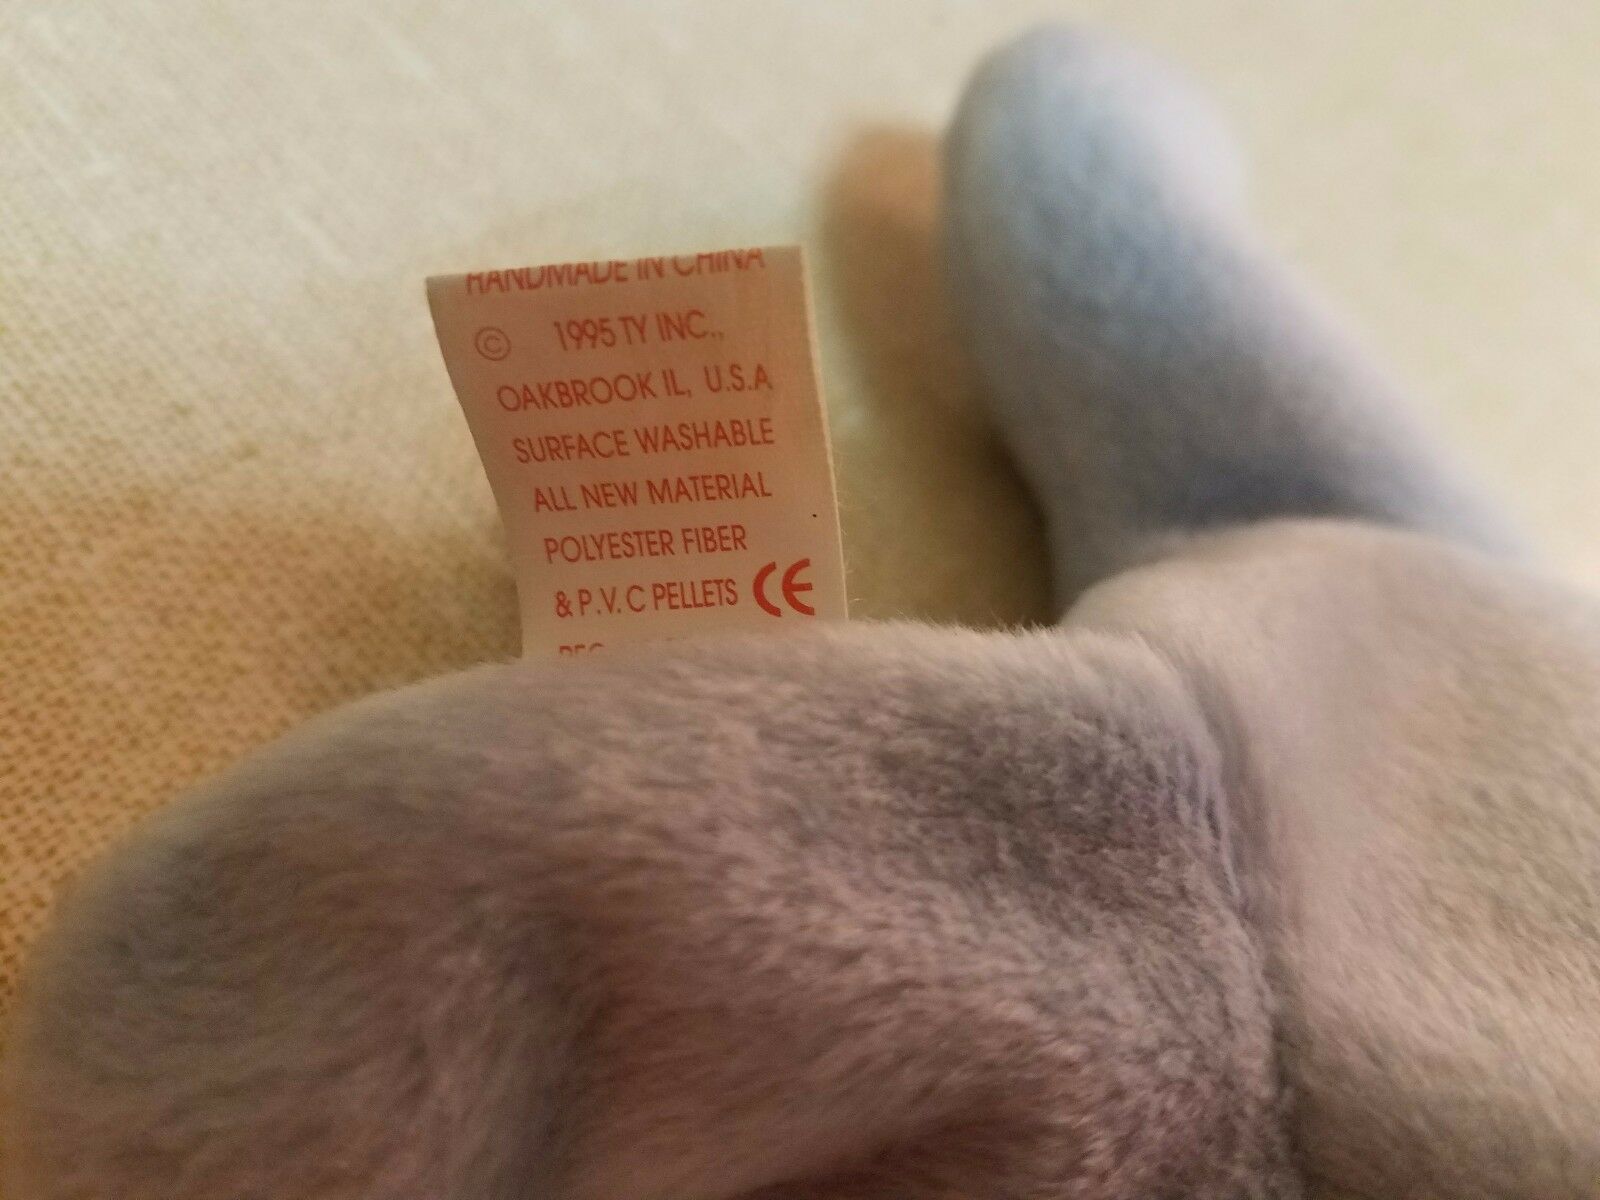 HANDMADE IN CHINA
© 1995 TY INC.,
OAKBROOK IL, U.S.A
SURFACE WASHABLE
ALL NEW MATERIAL
POLYESTER FIBER
& P.V.C PELLETS CE